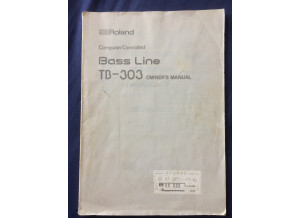 Roland
Computer Controlled
Bass Line
TB-303 OWNER'S MANUAL